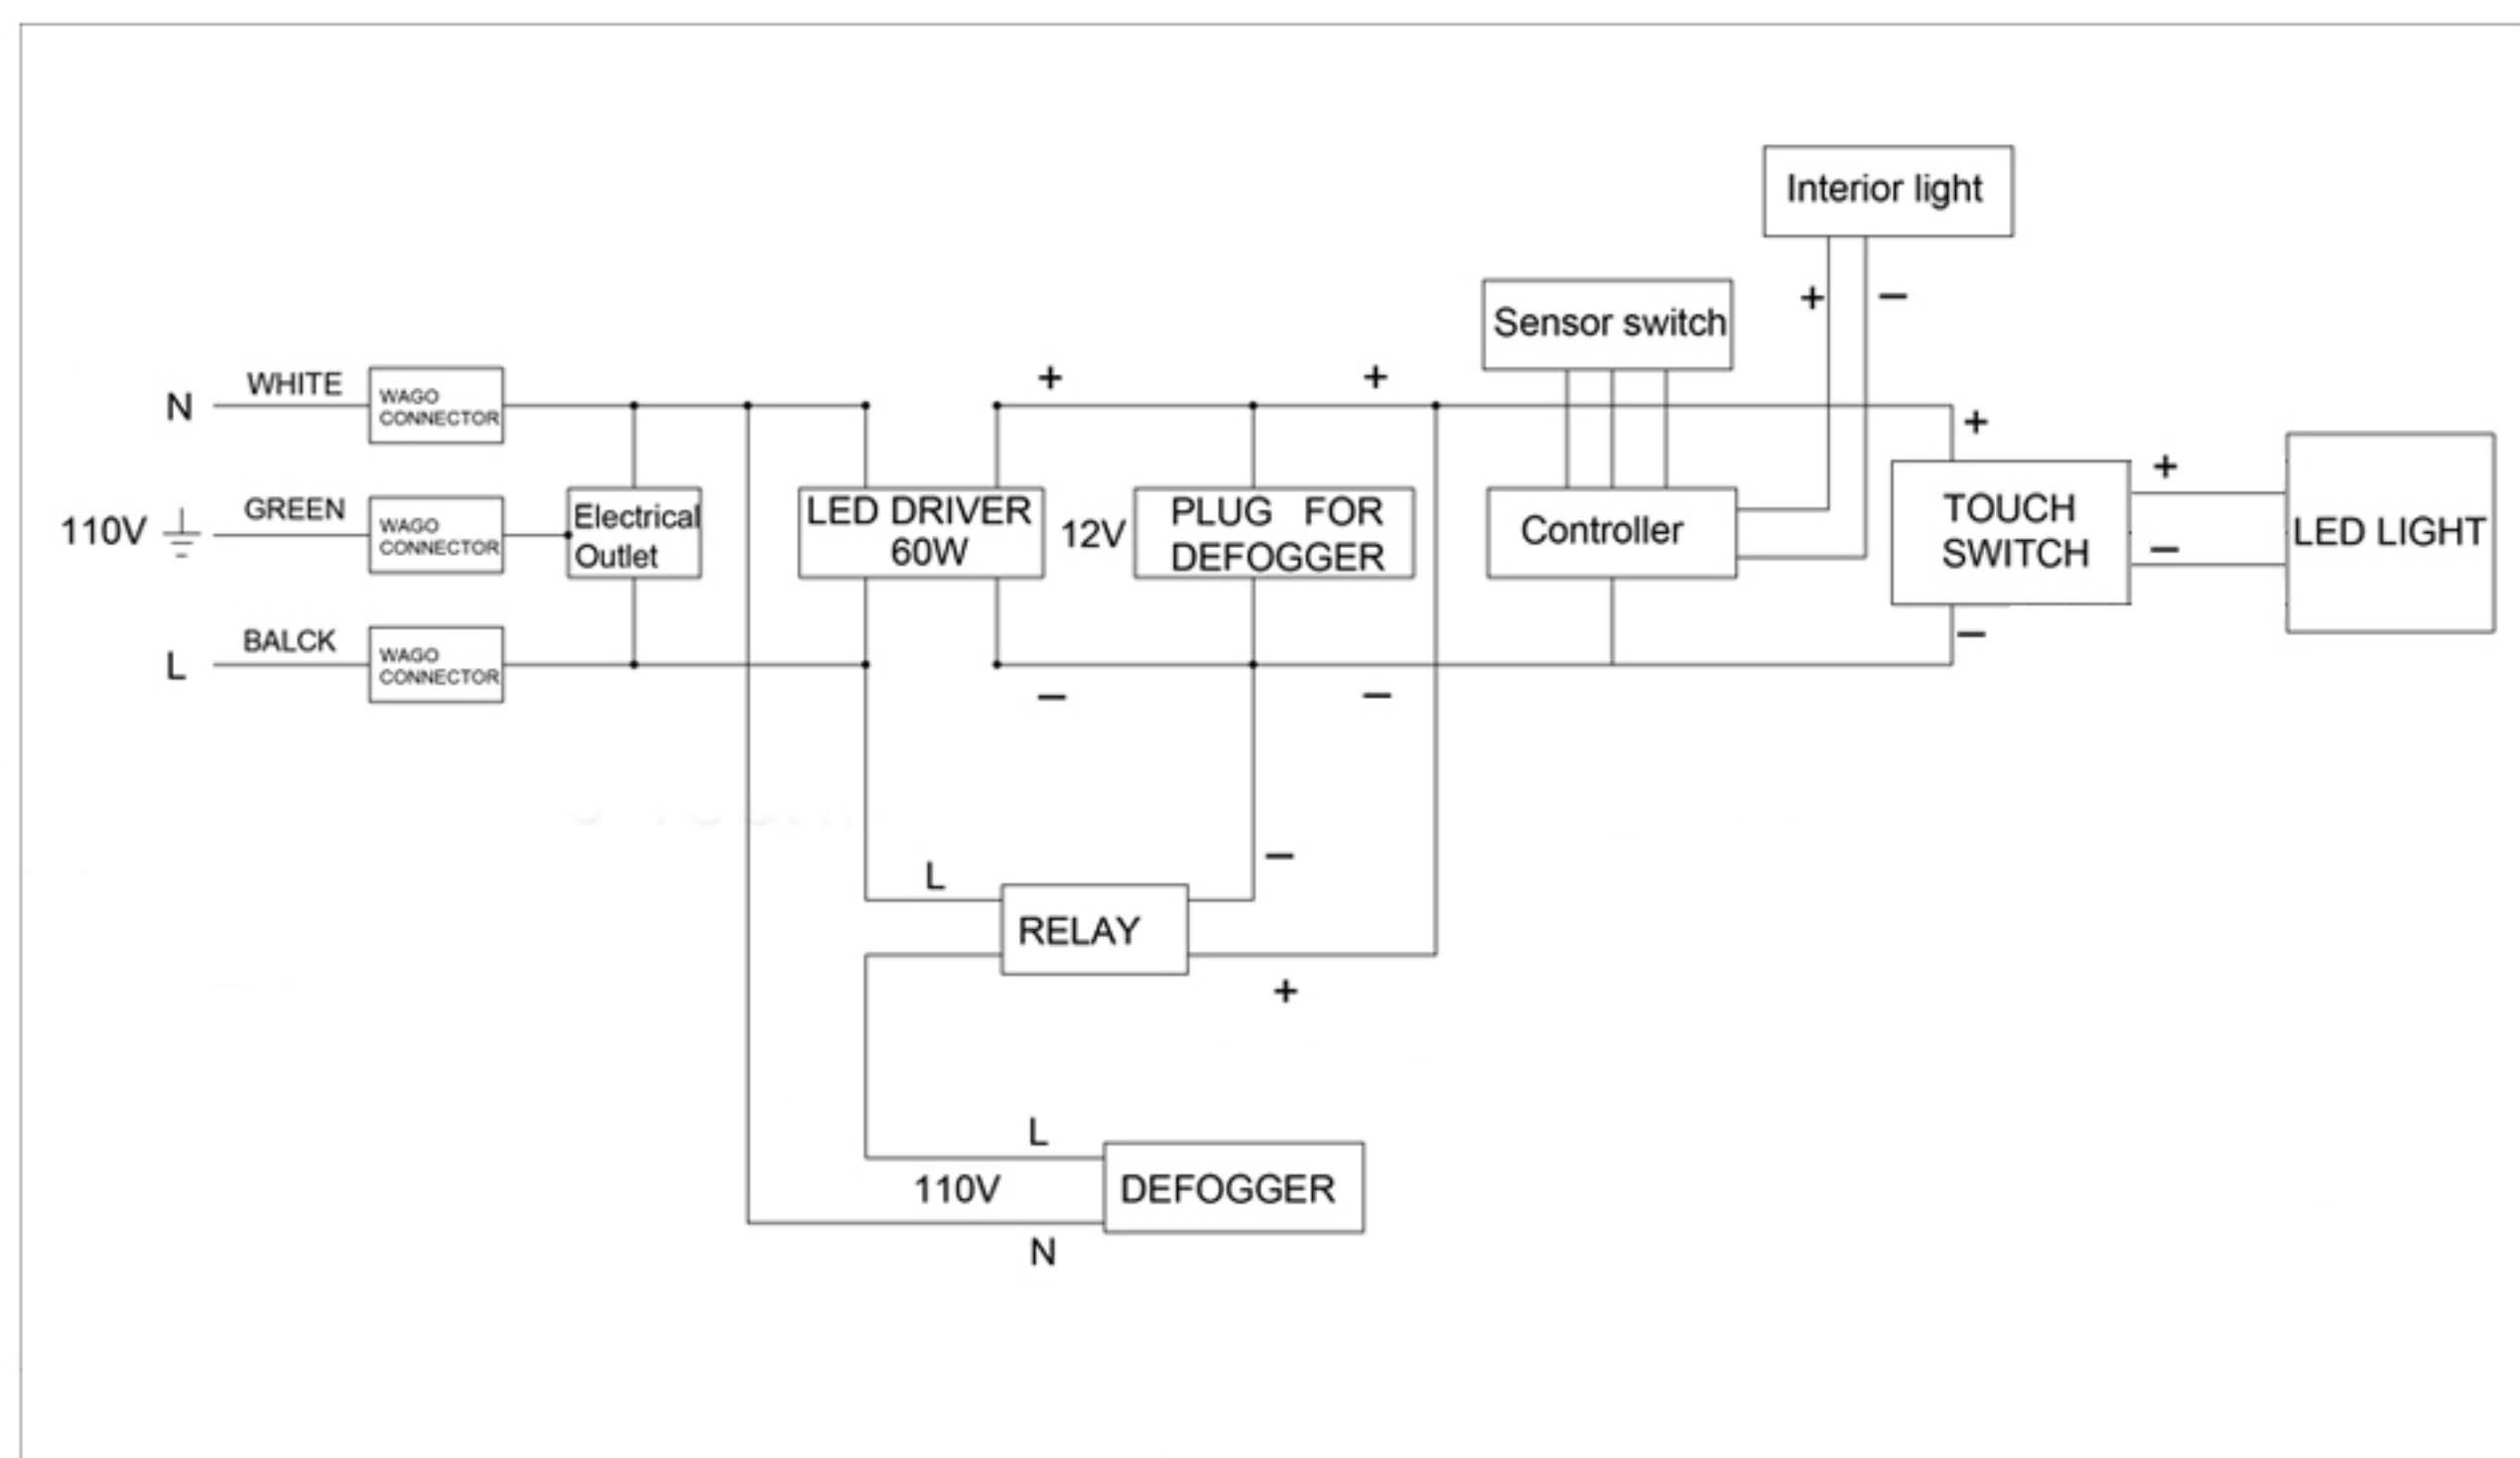 Interior light
+ −
Sensor switch
N WHITE WAGO
CONNECTOR
+ +
+
110V GREEN WAGO
CONNECTOR
Electrical
Outlet
LED DRIVER
60W
12V
PLUG FOR
DEFOGGER
Controller
TOUCH
SWITCH
+
−
LED LIGHT
L BALCK WAGO
CONNECTOR
− −
−
L
RELAY
−
+
L
110V
N
DEFOGGER